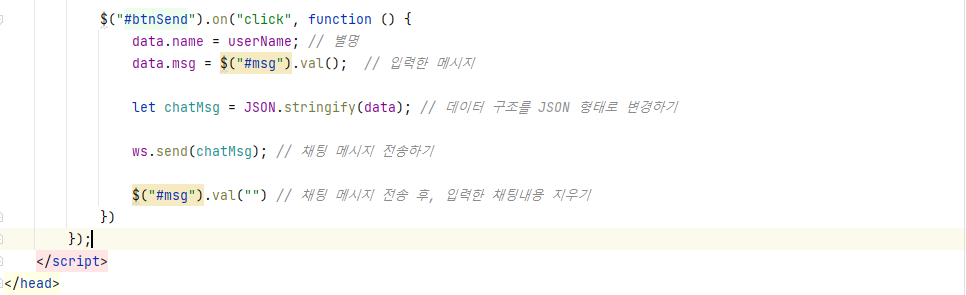 $("#btnSend").on("click", function () {
data.name = userName; // 별명
data.msg = $("#msg").val();  // 입력한 메시지
let chatMsg = JSON.stringify(data); // 데이터 구조를 JSON 형태로 변경하기
ws.send(chatMsg); // 채팅 메시지 전송하기
$("#msg").val("") // 채팅 메시지 전송 후, 입력한 채팅내용 지우기
})
});
</script>
</head>